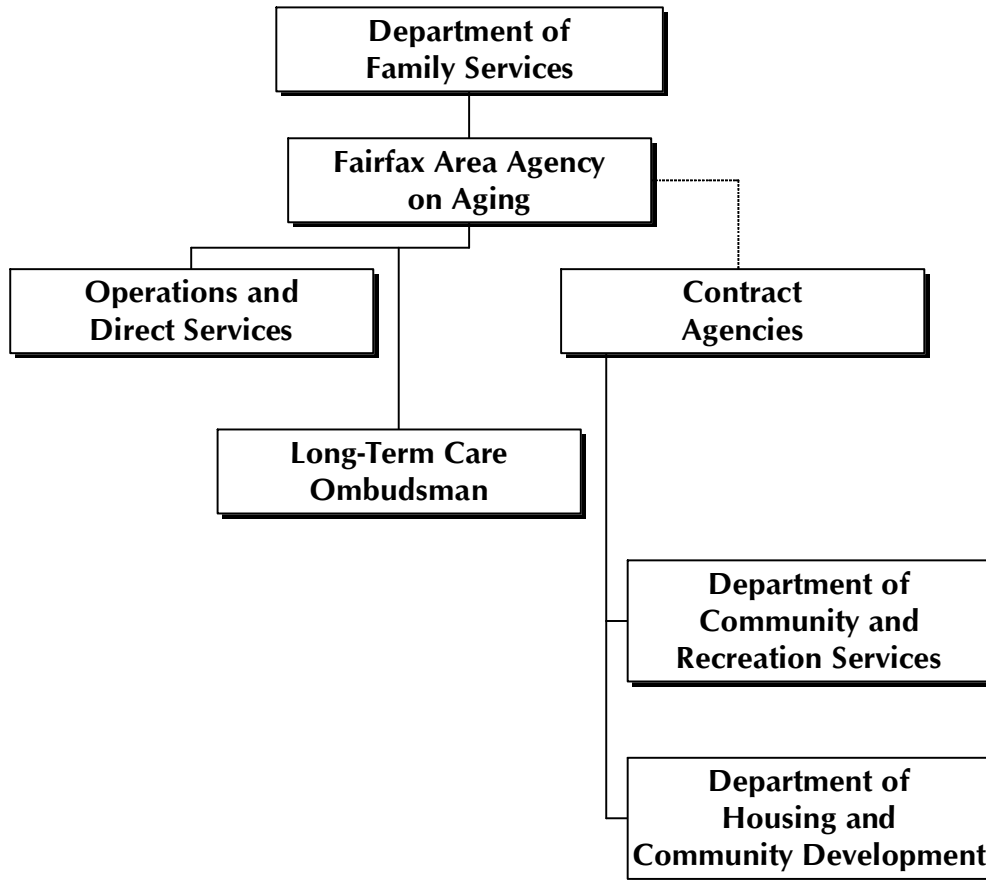 Department of
Family Services
Fairfax Area Agency
on Aging
Operations and
Direct Services
Contract
Agencies
Long-Term Care
Ombudsman
Department of
Community and
Recreation Services
Department of
Housing and
Community Development